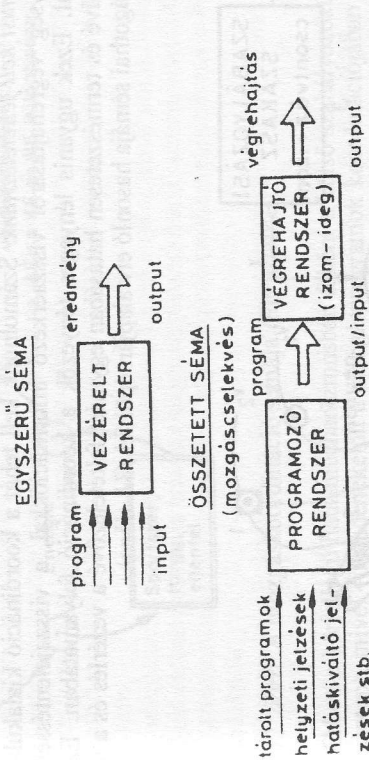 EGYSZERŰ SÉMA
program
input
VEZÉRELT
RENDSZER
eredmény
output
ÖSSZETETT SÉMA
(mozgáscselekvés)
tárolt programok
helyzeti jelzések
hatáskiváltó jel-
zések stb.
PROGRAMOZÓ
RENDSZER
program
output/input
VÉGREHAJTÓ
RENDSZER
(izom-ideg)
végrehajtás
output